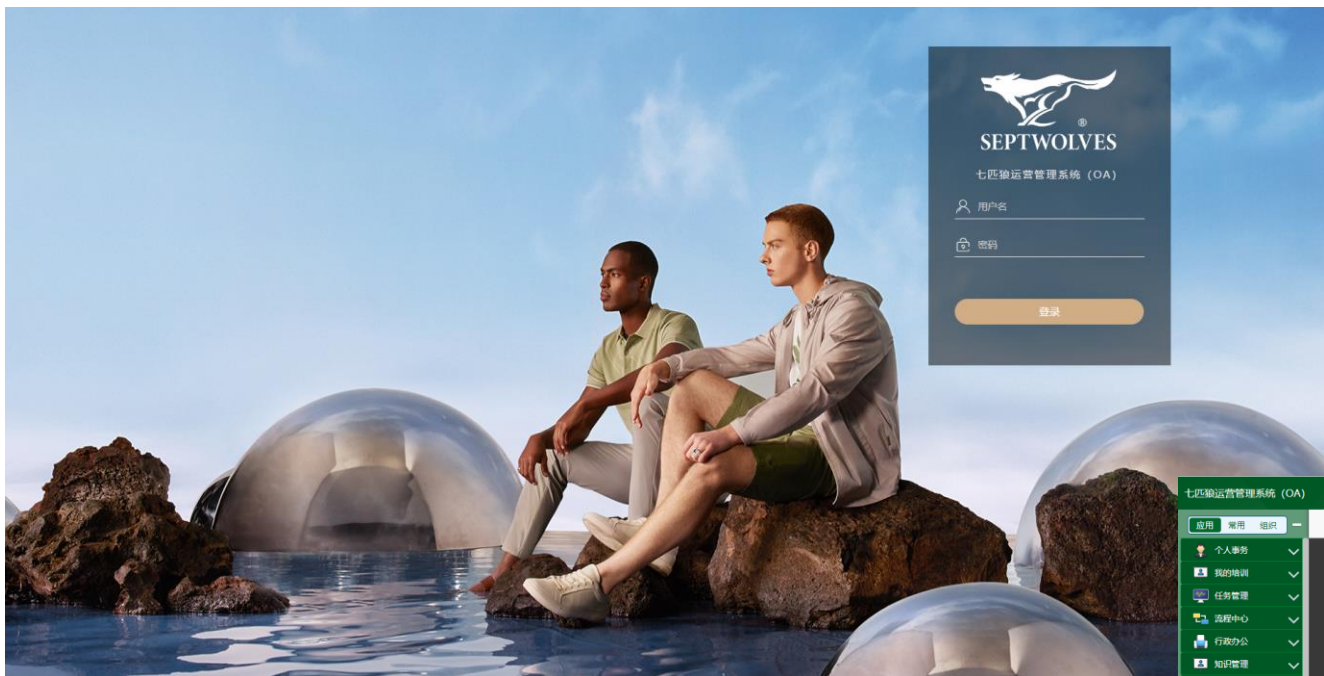 ®
SEPTWOLVES
七匹狼运营管理系统 (OA)
用户名
密码
登录
七匹狼运营管理系统 (OA)
应用 常用 组织
个人事务
我的培训
任务管理
流程中心
行政办公
知识管理